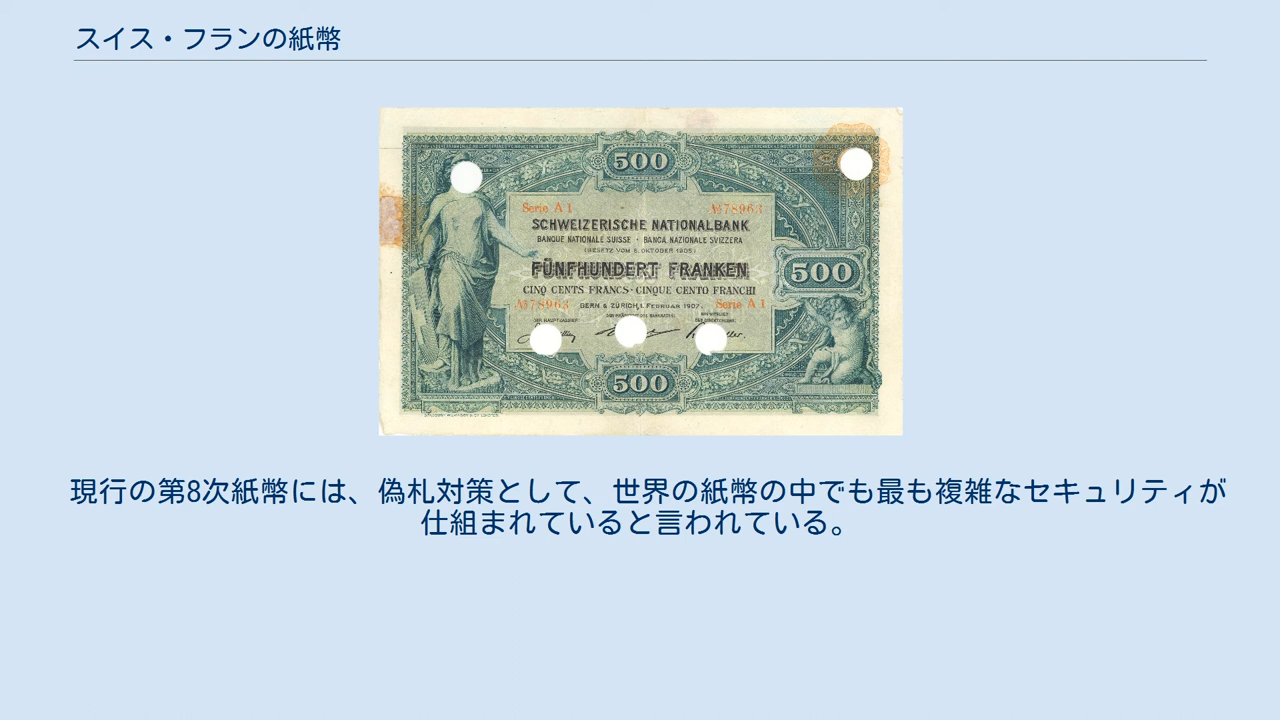 スイス・フランの紙幣
500
Serie A 1 №78963
SCHWEIZERISCHE NATIONALBANK
BANQUE NATIONALE SUISSE · BANCA NAZIONALE SVIZZERA
(GESETZ VOM 6. OKTOBER 1905)
FÜNFHUNDERT FRANKEN
500
CINQ CENTS FRANCS · CINQUE CENTO FRANCHI
№78963 BERN & ZÜRICH, 1. FEBRUAR 1907. Serie A 1
500
現行の第8次紙幣には、偽札対策として、世界の紙幣の中でも最も複雑なセキュリティが
仕組まれていると言われている。